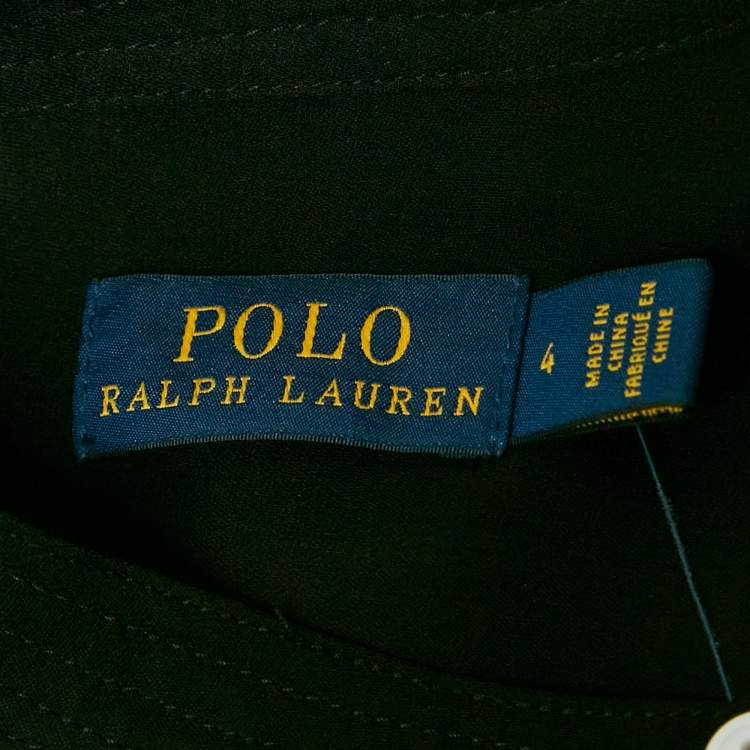 POLO
RALPH LAUREN
4
MADE IN
CHINA
FABRIQUÉ EN
CHINE